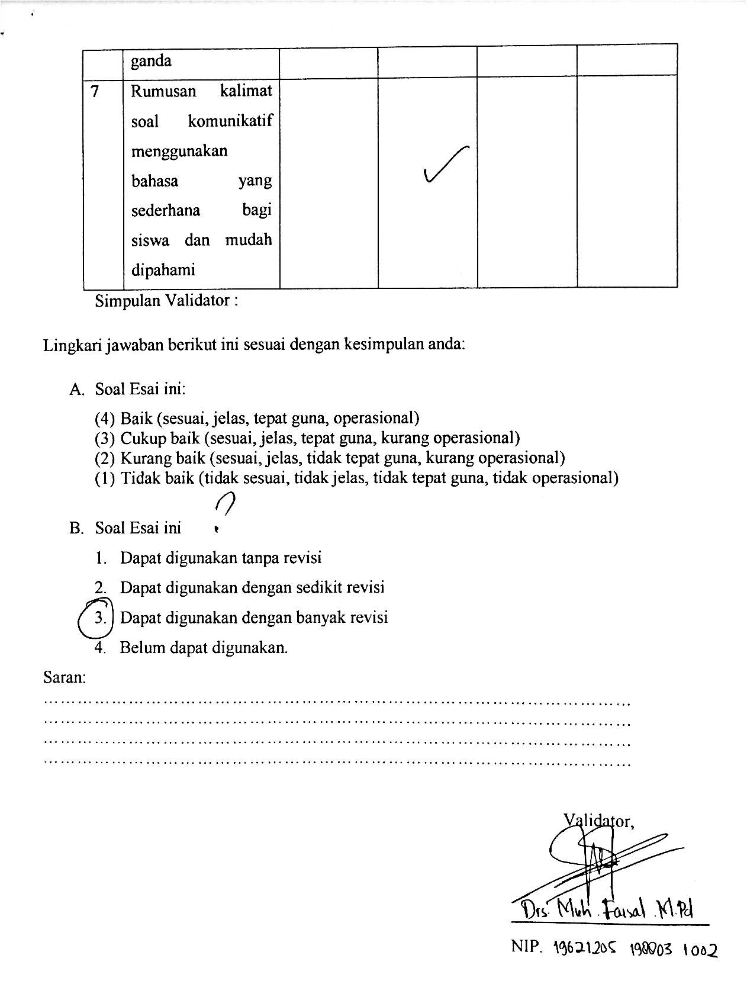 ganda
7 Rumusan kalimat
soal komunikatif
menggunakan
bahasa yang
sederhana bagi
siswa dan mudah
dipahami
Simpulan Validator :
Lingkari jawaban berikut ini sesuai dengan kesimpulan anda:
A. Soal Esai ini:
(4) Baik (sesuai, jelas, tepat guna, operasional)
(3) Cukup baik (sesuai, jelas, tepat guna, kurang operasional)
(2) Kurang baik (sesuai, jelas, tidak tepat guna, kurang operasional)
(1) Tidak baik (tidak sesuai, tidak jelas, tidak tepat guna, tidak operasional)
?
B. Soal Esai ini
1. Dapat digunakan tanpa revisi
2. Dapat digunakan dengan sedikit revisi
3. Dapat digunakan dengan banyak revisi
4. Belum dapat digunakan.
Saran:
Validator,
Drs. Muh. Faisal .M.Pd
NIP. 19621205 198803 1 002